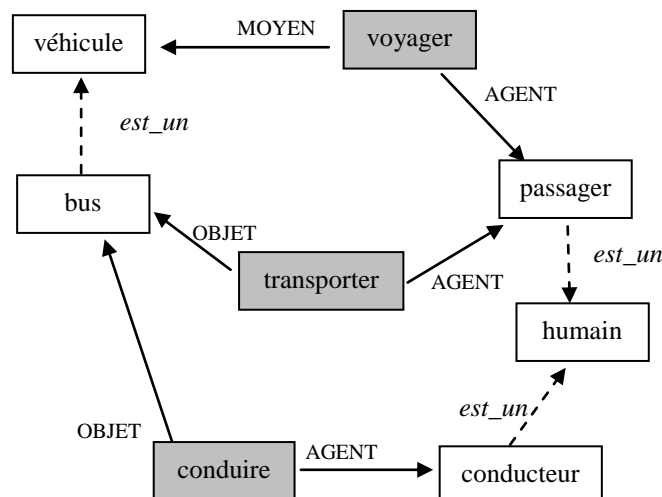 MOYEN
véhicule
voyager
AGENT
est_un
bus
passager
OBJET
est_un
transporter
AGENT
humain
est_un
OBJET
AGENT
conduire
conducteur